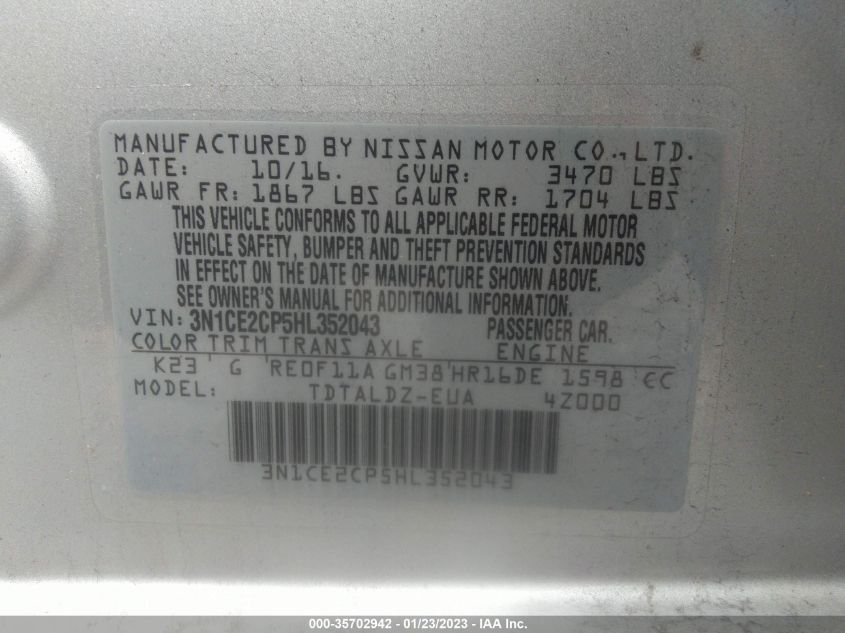 MANUFACTURED BY NISSAN MOTOR CO., LTD.
DATE: 10/16. GVWR: 3470 LBS
GAWR FR: 1867 LBS GAWR RR: 1704 LBS
THIS VEHICLE CONFORMS TO ALL APPLICABLE FEDERAL MOTOR
VEHICLE SAFETY, BUMPER AND THEFT PREVENTION STANDARDS
IN EFFECT ON THE DATE OF MANUFACTURE SHOWN ABOVE.
SEE OWNER'S MANUAL FOR ADDITIONAL INFORMATION.
VIN: 3N1CE2CP5HL352043 PASSENGER CAR.
COLOR TRIM TRANS AXLE ENGINE
K23 ' G 'RE0F11A GM38'HR16DE 1598 CC
MODEL: TDTALDZ-EUA 4Z000
3N1CE2CP5HL352043
000-35702942 - 01/23/2023 - IAA Inc.